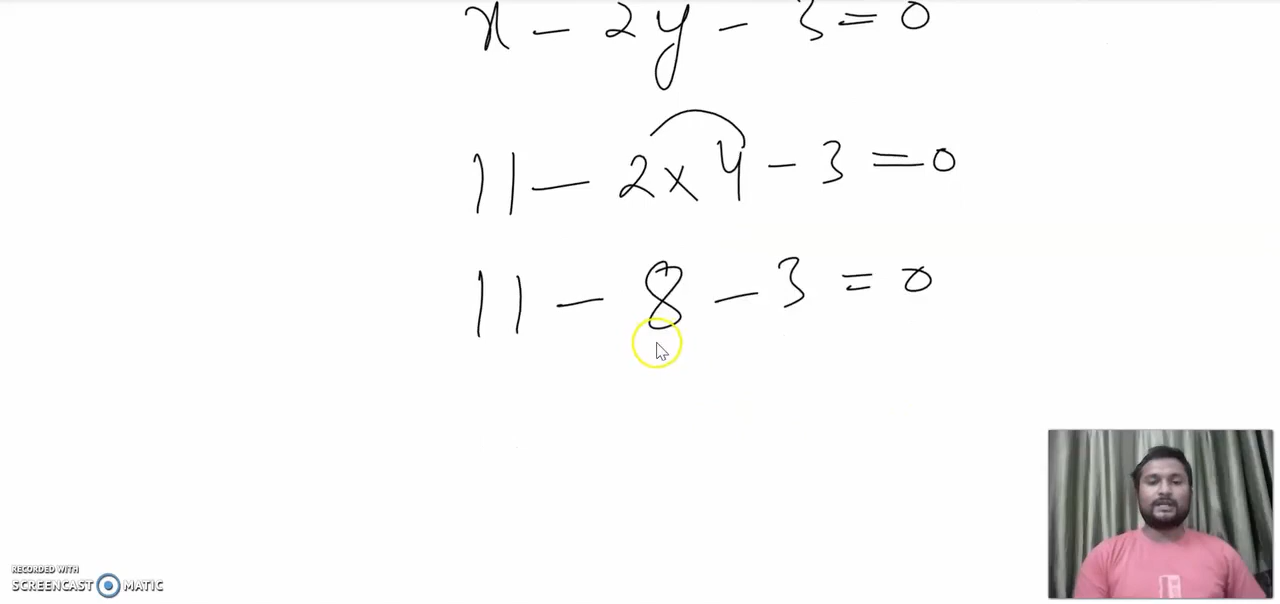 x - 2y - 3 = 0
11 - 2 x 4 - 3 = 0
11 - 8 - 3 = 0
RECORDED WITH
SCREENCAST MATIC